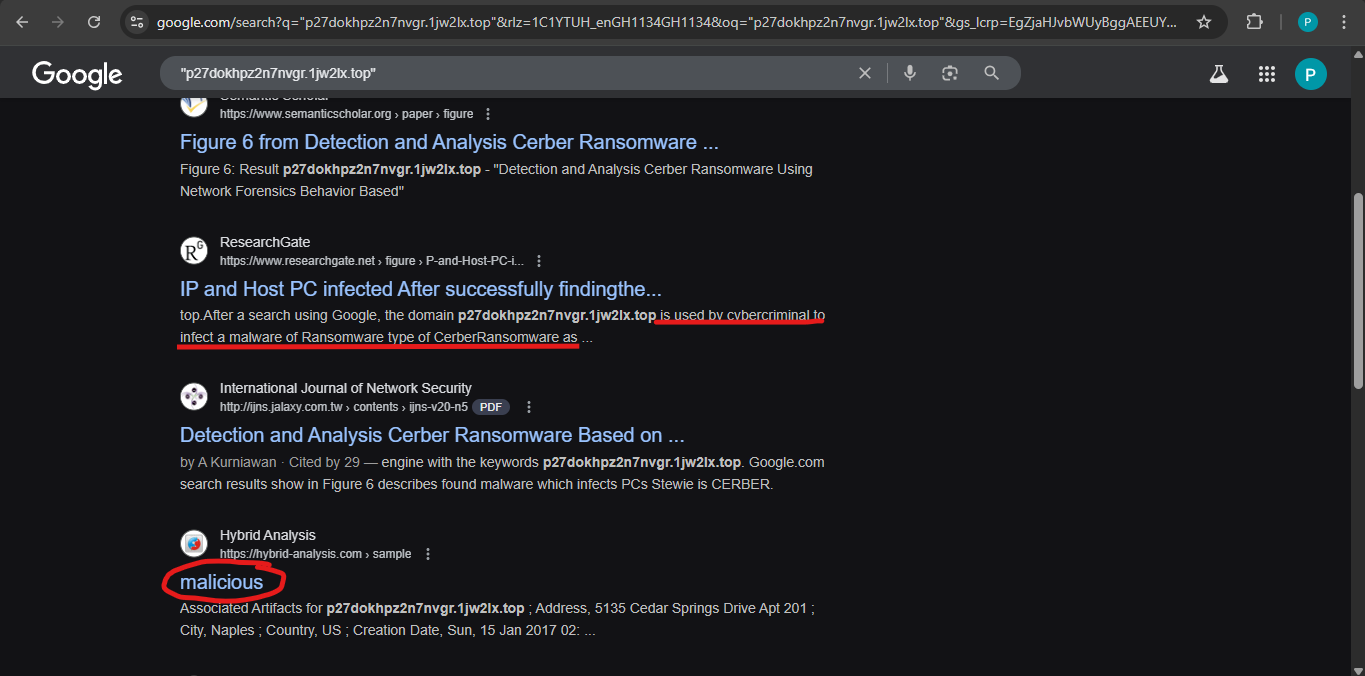 google.com/search?q="p27dokhpz2n7nvgr.1jw2lx.top"&rlz=1C1YTUH_enGH1134GH1134&oq="p27dokhpz2n7nvgr.1jw2lx.top"&gs_lcrp=EgZjaHJvbWUyBggAEEUY...
P
Google
"p27dokhpz2n7nvgr.1jw2lx.top"
P
Semantic Scholar
https://www.semanticscholar.org › paper › figure
Figure 6 from Detection and Analysis Cerber Ransomware ...
Figure 6: Result p27dokhpz2n7nvgr.1jw2lx.top - "Detection and Analysis Cerber Ransomware Using
Network Forensics Behavior Based"
RG
ResearchGate
https://www.researchgate.net › figure › P-and-Host-PC-i...
IP and Host PC infected After successfully findingthe...
top.After a search using Google, the domain p27dokhpz2n7nvgr.1jw2lx.top is used by cybercriminal to
infect a malware of Ransomware type of CerberRansomware as ...
International Journal of Network Security
http://ijns.jalaxy.com.tw › contents › ijns-v20-n5 PDF
Detection and Analysis Cerber Ransomware Based on ...
by A Kurniawan · Cited by 29 — engine with the keywords p27dokhpz2n7nvgr.1jw2lx.top. Google.com
search results show in Figure 6 describes found malware which infects PCs Stewie is CERBER.
Hybrid Analysis
https://hybrid-analysis.com › sample
malicious
Associated Artifacts for p27dokhpz2n7nvgr.1jw2lx.top ; Address, 5135 Cedar Springs Drive Apt 201 ;
City, Naples ; Country, US ; Creation Date, Sun, 15 Jan 2017 02: ...